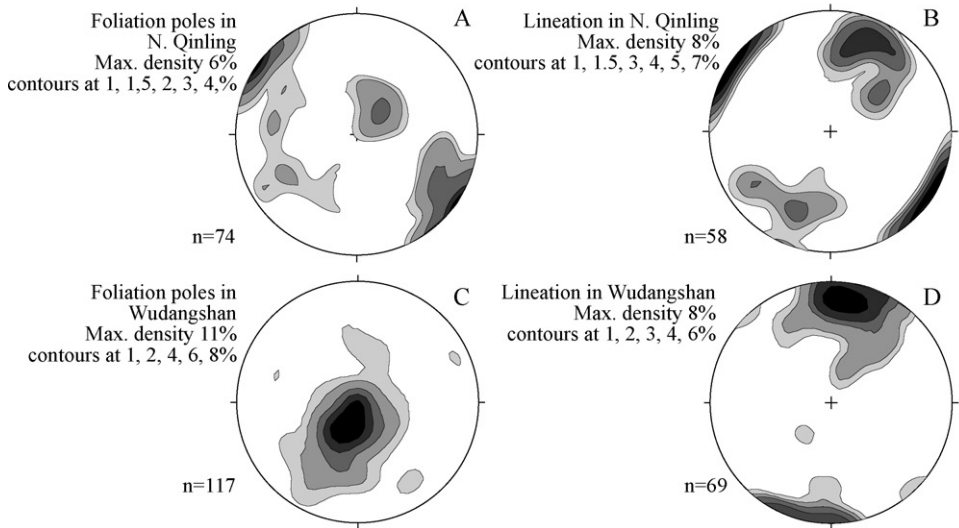 Foliation poles in
N. Qinling
Max. density 6%
contours at 1, 1,5, 2, 3, 4,%
A
n=74
Lineation in N. Qinling
Max. density 8%
contours at 1, 1.5, 3, 4, 5, 7%
B
n=58
Foliation poles in
Wudangshan
Max. density 11%
contours at 1, 2, 4, 6, 8%
C
n=117
Lineation in Wudangshan
Max. density 8%
contours at 1, 2, 3, 4, 6%
D
n=69